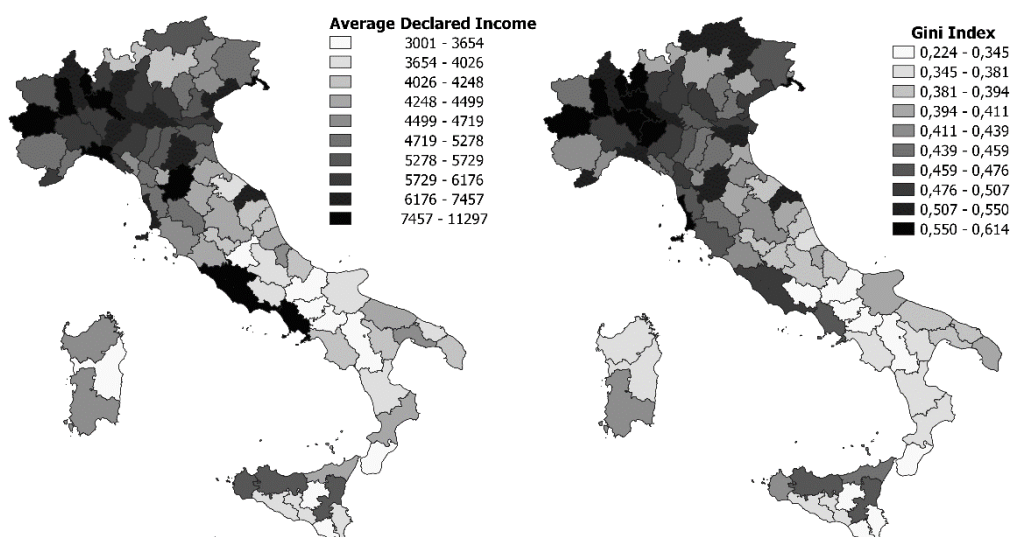 Average Declared Income
3001 - 3654
3654 - 4026
4026 - 4248
4248 - 4499
4499 - 4719
4719 - 5278
5278 - 5729
5729 - 6176
6176 - 7457
7457 - 11297
Gini Index
0,224 - 0,345
0,345 - 0,381
0,381 - 0,394
0,394 - 0,411
0,411 - 0,439
0,439 - 0,459
0,459 - 0,476
0,476 - 0,507
0,507 - 0,550
0,550 - 0,614